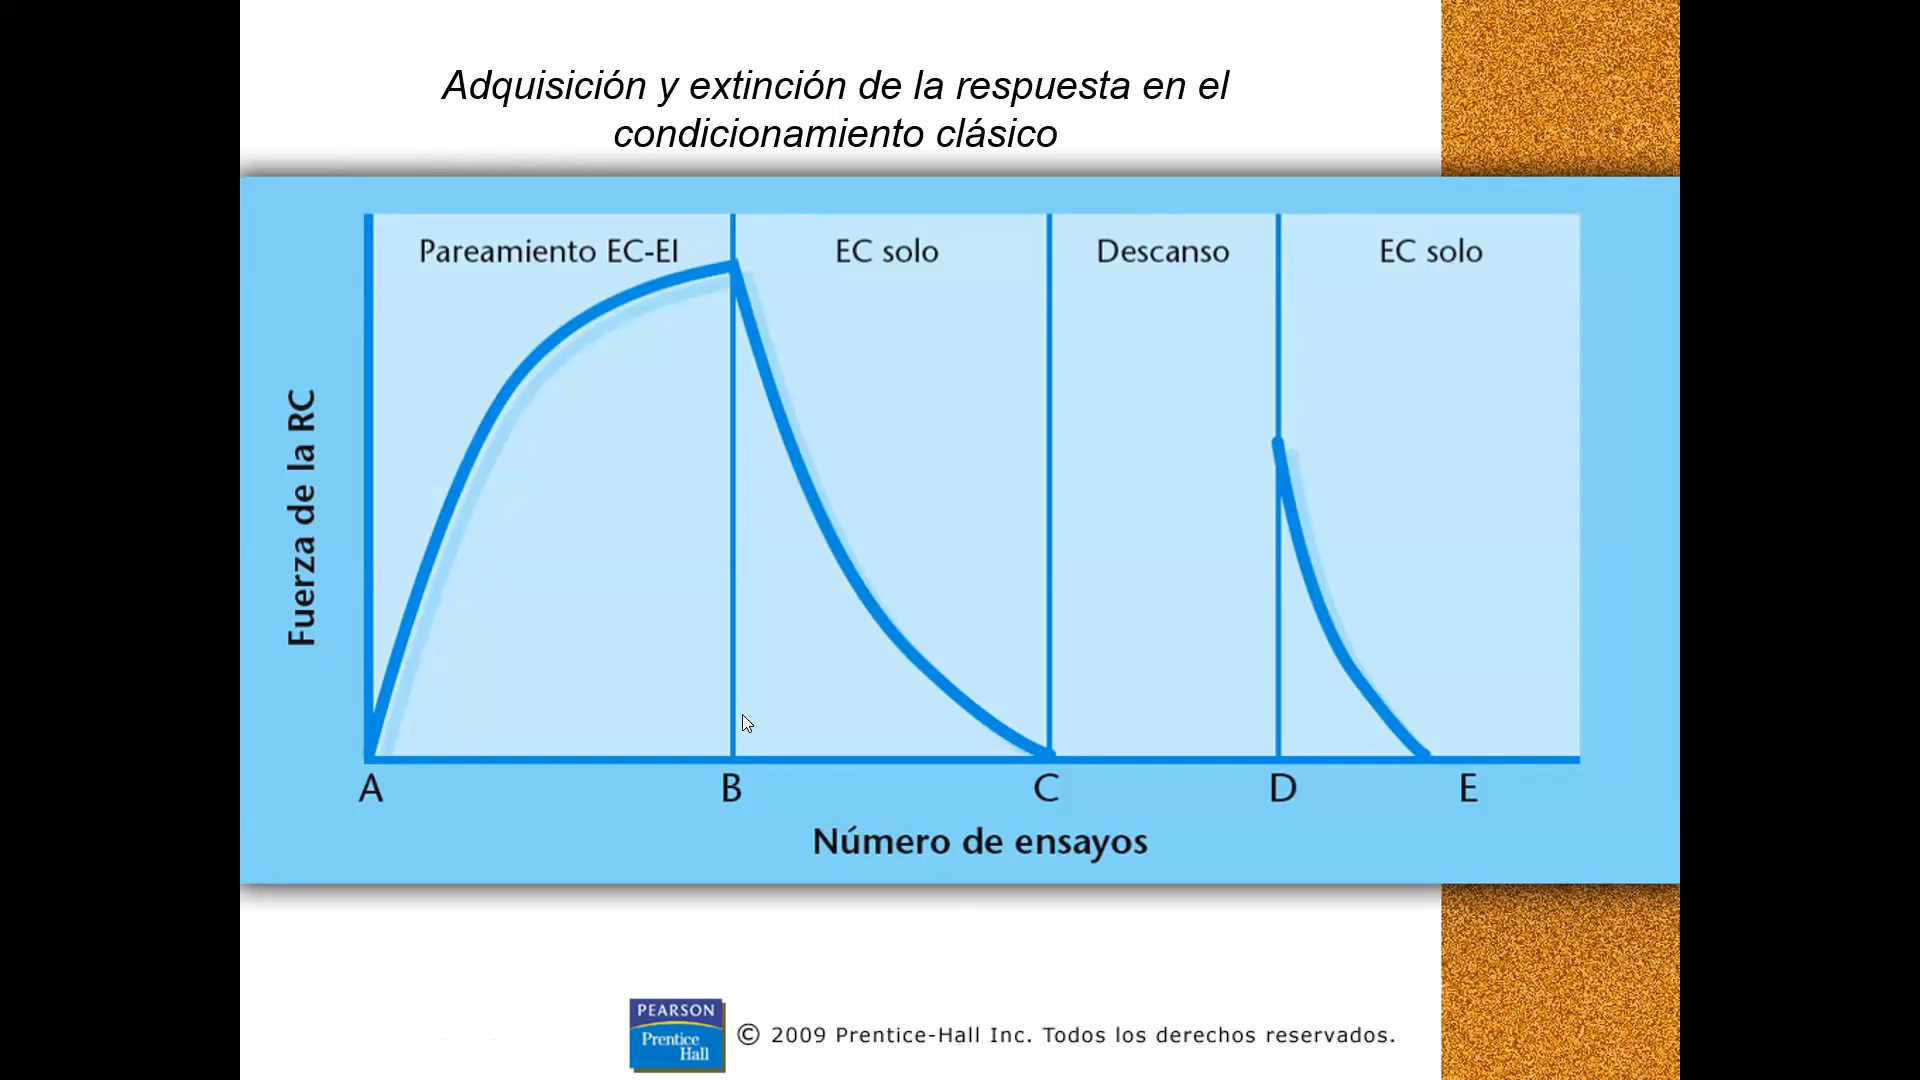 Adquisición y extinción de la respuesta en el
condicionamiento clásico
Pareamiento EC-EI
EC solo
Descanso
EC solo
Fuerza de la RC
A
B
C
D
E
Número de ensayos
PEARSON
Prentice
Hall
© 2009 Prentice-Hall Inc. Todos los derechos reservados.